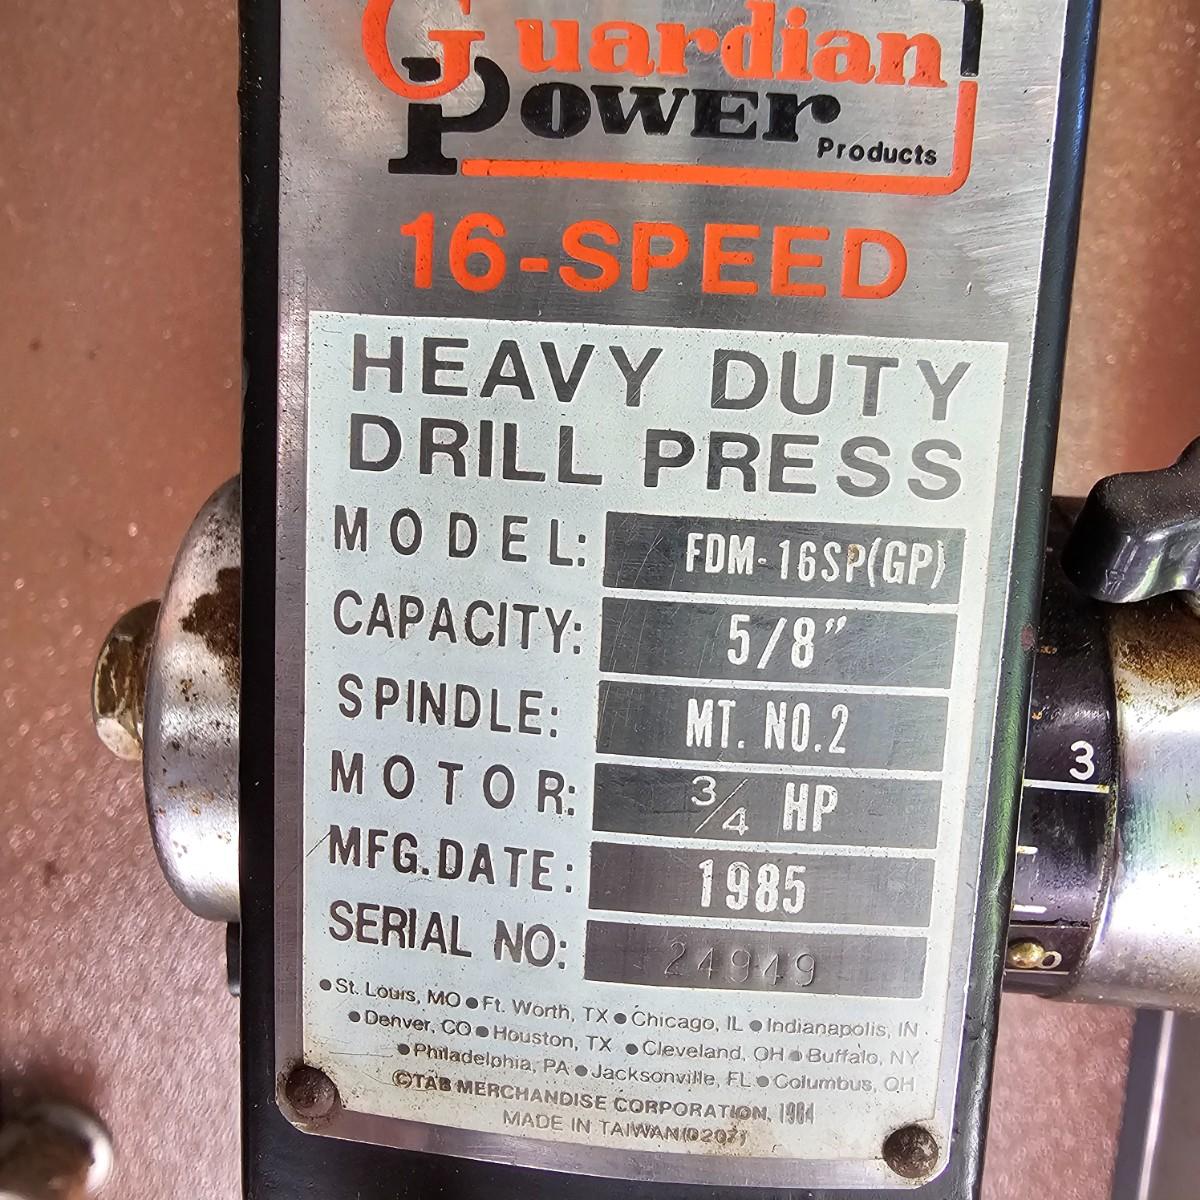 Guardian
Power
Products
16-SPEED
HEAVY DUTY
DRILL PRESS
MODEL: FDM-16SP(GP)
CAPACITY: 5/8"
SPINDLE: MT. NO.2
MOTOR: 3/4 HP
MFG.DATE: 1985
SERIAL NO: 24949
●St. Louis, MO●Ft. Worth, TX●Chicago, IL●Indianapolis, IN
●Denver, CO●Houston, TX ●Cleveland, OH●Buffalo, NY
●Philadelphia, PA●Jacksonville, FL●Columbus, OH
©TAB MERCHANDISE CORPORATION, 1984
MADE IN TAIWAN(0207)
3